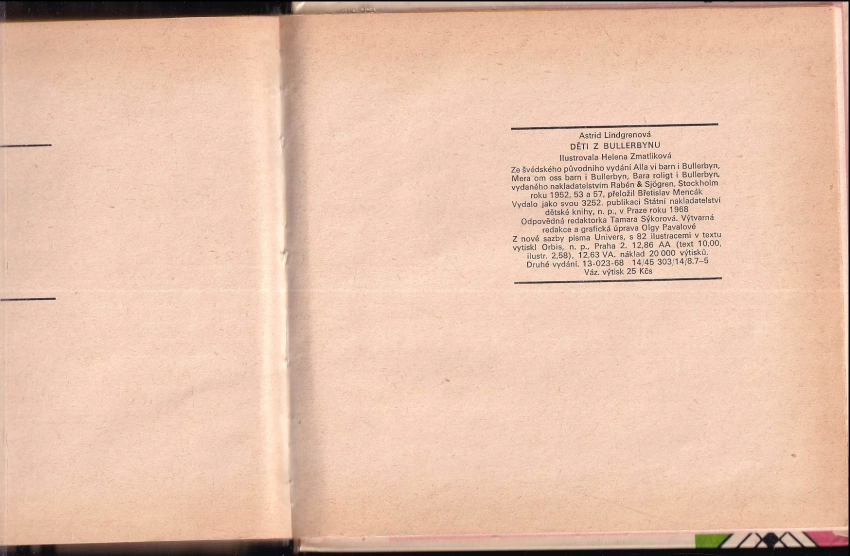 Astrid Lindgrenová
DĚTI Z BULLERBYNU
Ilustrovala Helena Zmatlíková
Ze švédského původního vydání Alla vi barn i Bullerbyn,
Mera om oss barn i Bullerbyn, Bara roligt i Bullerbyn,
vydaného nakladatelstvím Rabén & Sjögren, Stockholm
roku 1952, 53 a 57, přeložil Břetislav Mencák
Vydalo jako svou 3252. publikaci Státní nakladatelství
dětské knihy, n. p., v Praze roku 1968
Odpovědná redaktorka Tamara Sýkorová. Výtvarná
redakce a grafická úprava Olgy Pavalové
Z nové sazby písma Univers, s 82 ilustracemi v textu
vytiskl Orbis, n. p., Praha 2. 12,86 AA (text 10,00,
ilustr. 2,58). 12,63 VA. náklad 20 000 výtisků.
Druhé vydání. 13-023-68 14/45 303/14/8.7–5
Váz. výtisk 25 Kčs